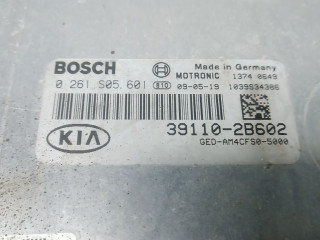 BOSCH Made in Germany
MOTRONIC 1374 0649
0 261 S05 601 810 09-05-19 1039S34386
KIA 39110-2B602
GED-AM4CFS0-5000